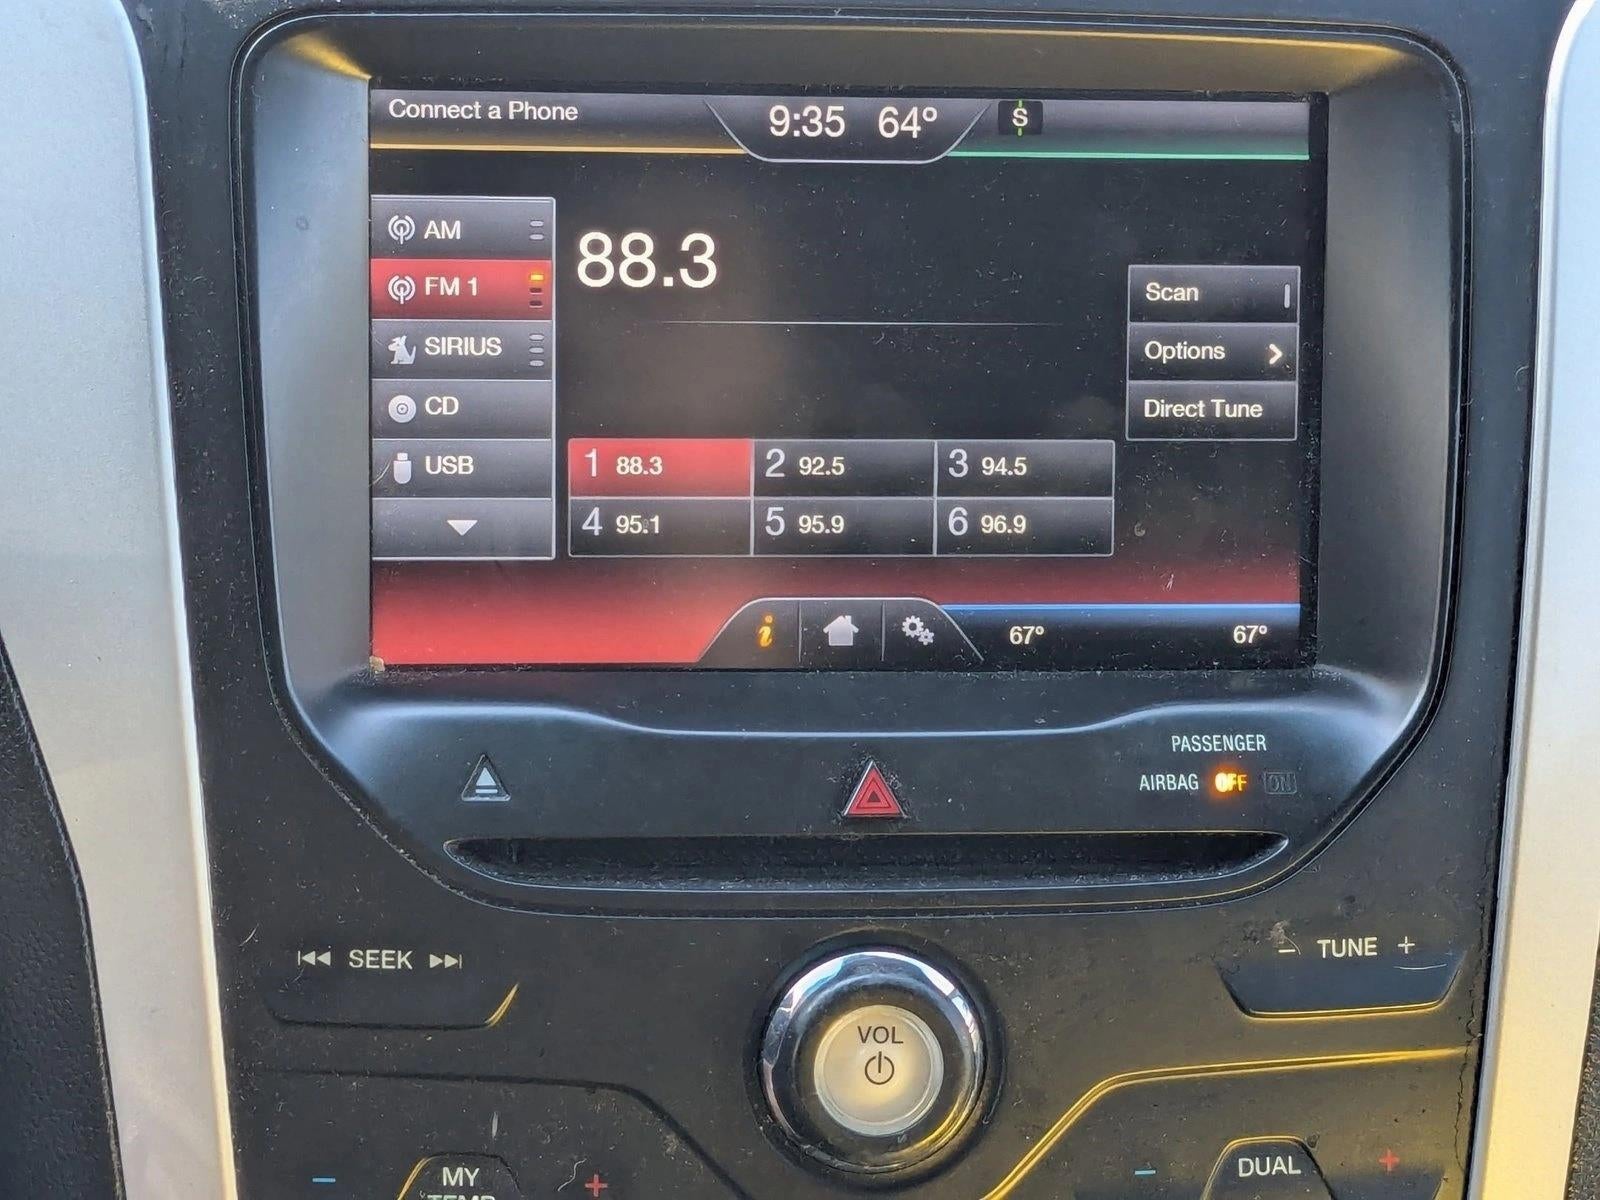 Connect a Phone
9:35 64°
S
AM
FM 1
SIRIUS
CD
USB
88.3
Scan
Options
Direct Tune
1 88.3
2 92.5
3 94.5
4 95.1
5 95.9
6 96.9
i
67°
67°
PASSENGER
AIRBAG OFF ON
SEEK
- TUNE +
VOL
- MY +
TEMP
- DUAL +